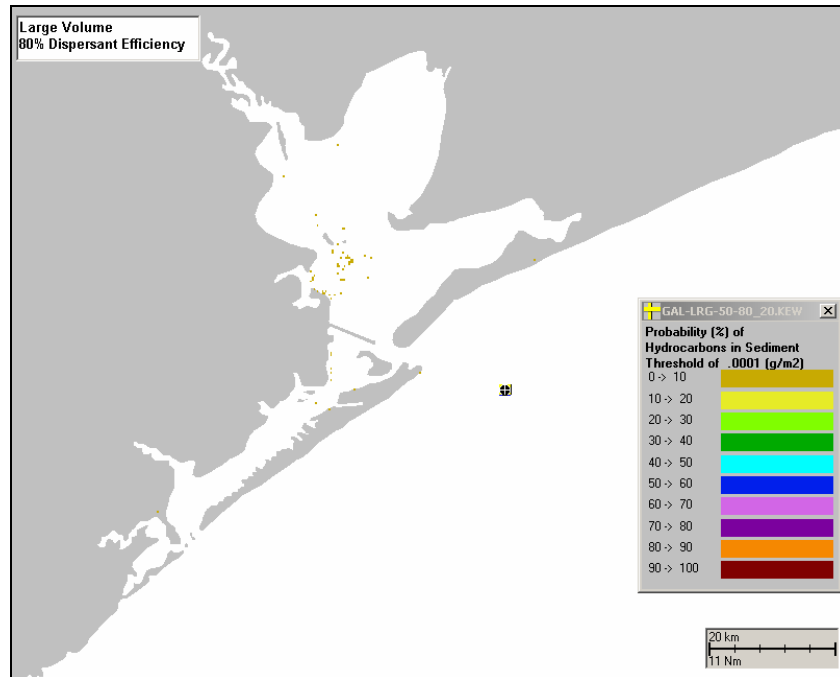 Large Volume
80% Dispersant Efficiency
GAL-LRG-50-80_20.KEW
Probability (%) of
Hydrocarbons in Sediment
Threshold of .0001 (g/m2)
0 -> 10
10 -> 20
20 -> 30
30 -> 40
40 -> 50
50 -> 60
60 -> 70
70 -> 80
80 -> 90
90 -> 100
20 km
11 Nm